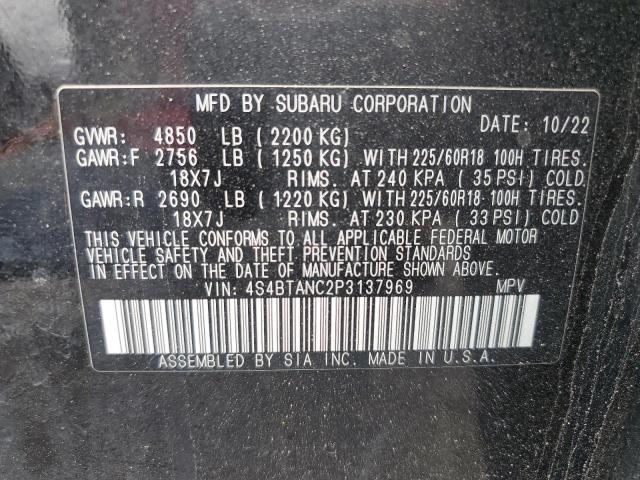 MFD BY SUBARU CORPORATION
DATE: 10/22
GVWR: 4850 LB (2200 KG)
GAWR:F 2756 LB (1250 KG) WITH 225/60R18 100H TIRES.
18X7J RIMS. AT 240 KPA (35 PSI) COLD
GAWR:R 2690 LB (1220 KG) WITH 225/60R18 100H TIRES.
18X7J RIMS. AT 230 KPA (33 PSI) COLD
THIS VEHICLE CONFORMS TO ALL APPLICABLE FEDERAL MOTOR
VEHICLE SAFETY, BUMPER, AND THEFT PREVENTION STANDARDS
IN EFFECT ON THE DATE OF MANUFACTURE SHOWN ABOVE.
VIN: 4S4BTANC2P3137969 MPV
ASSEMBLED BY SIA INC. MADE IN U.S.A.